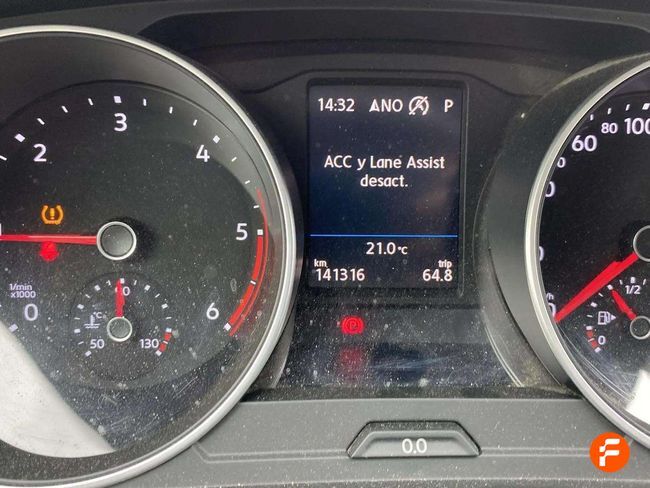 14:32 NO P
ACC y Lane Assist
desact.
21.0 °C
km trip
141316 64.8
2 3 4 5 6
1/min
x1000
0
°C
50 130
P
0.0
60 80 100
1/2
0